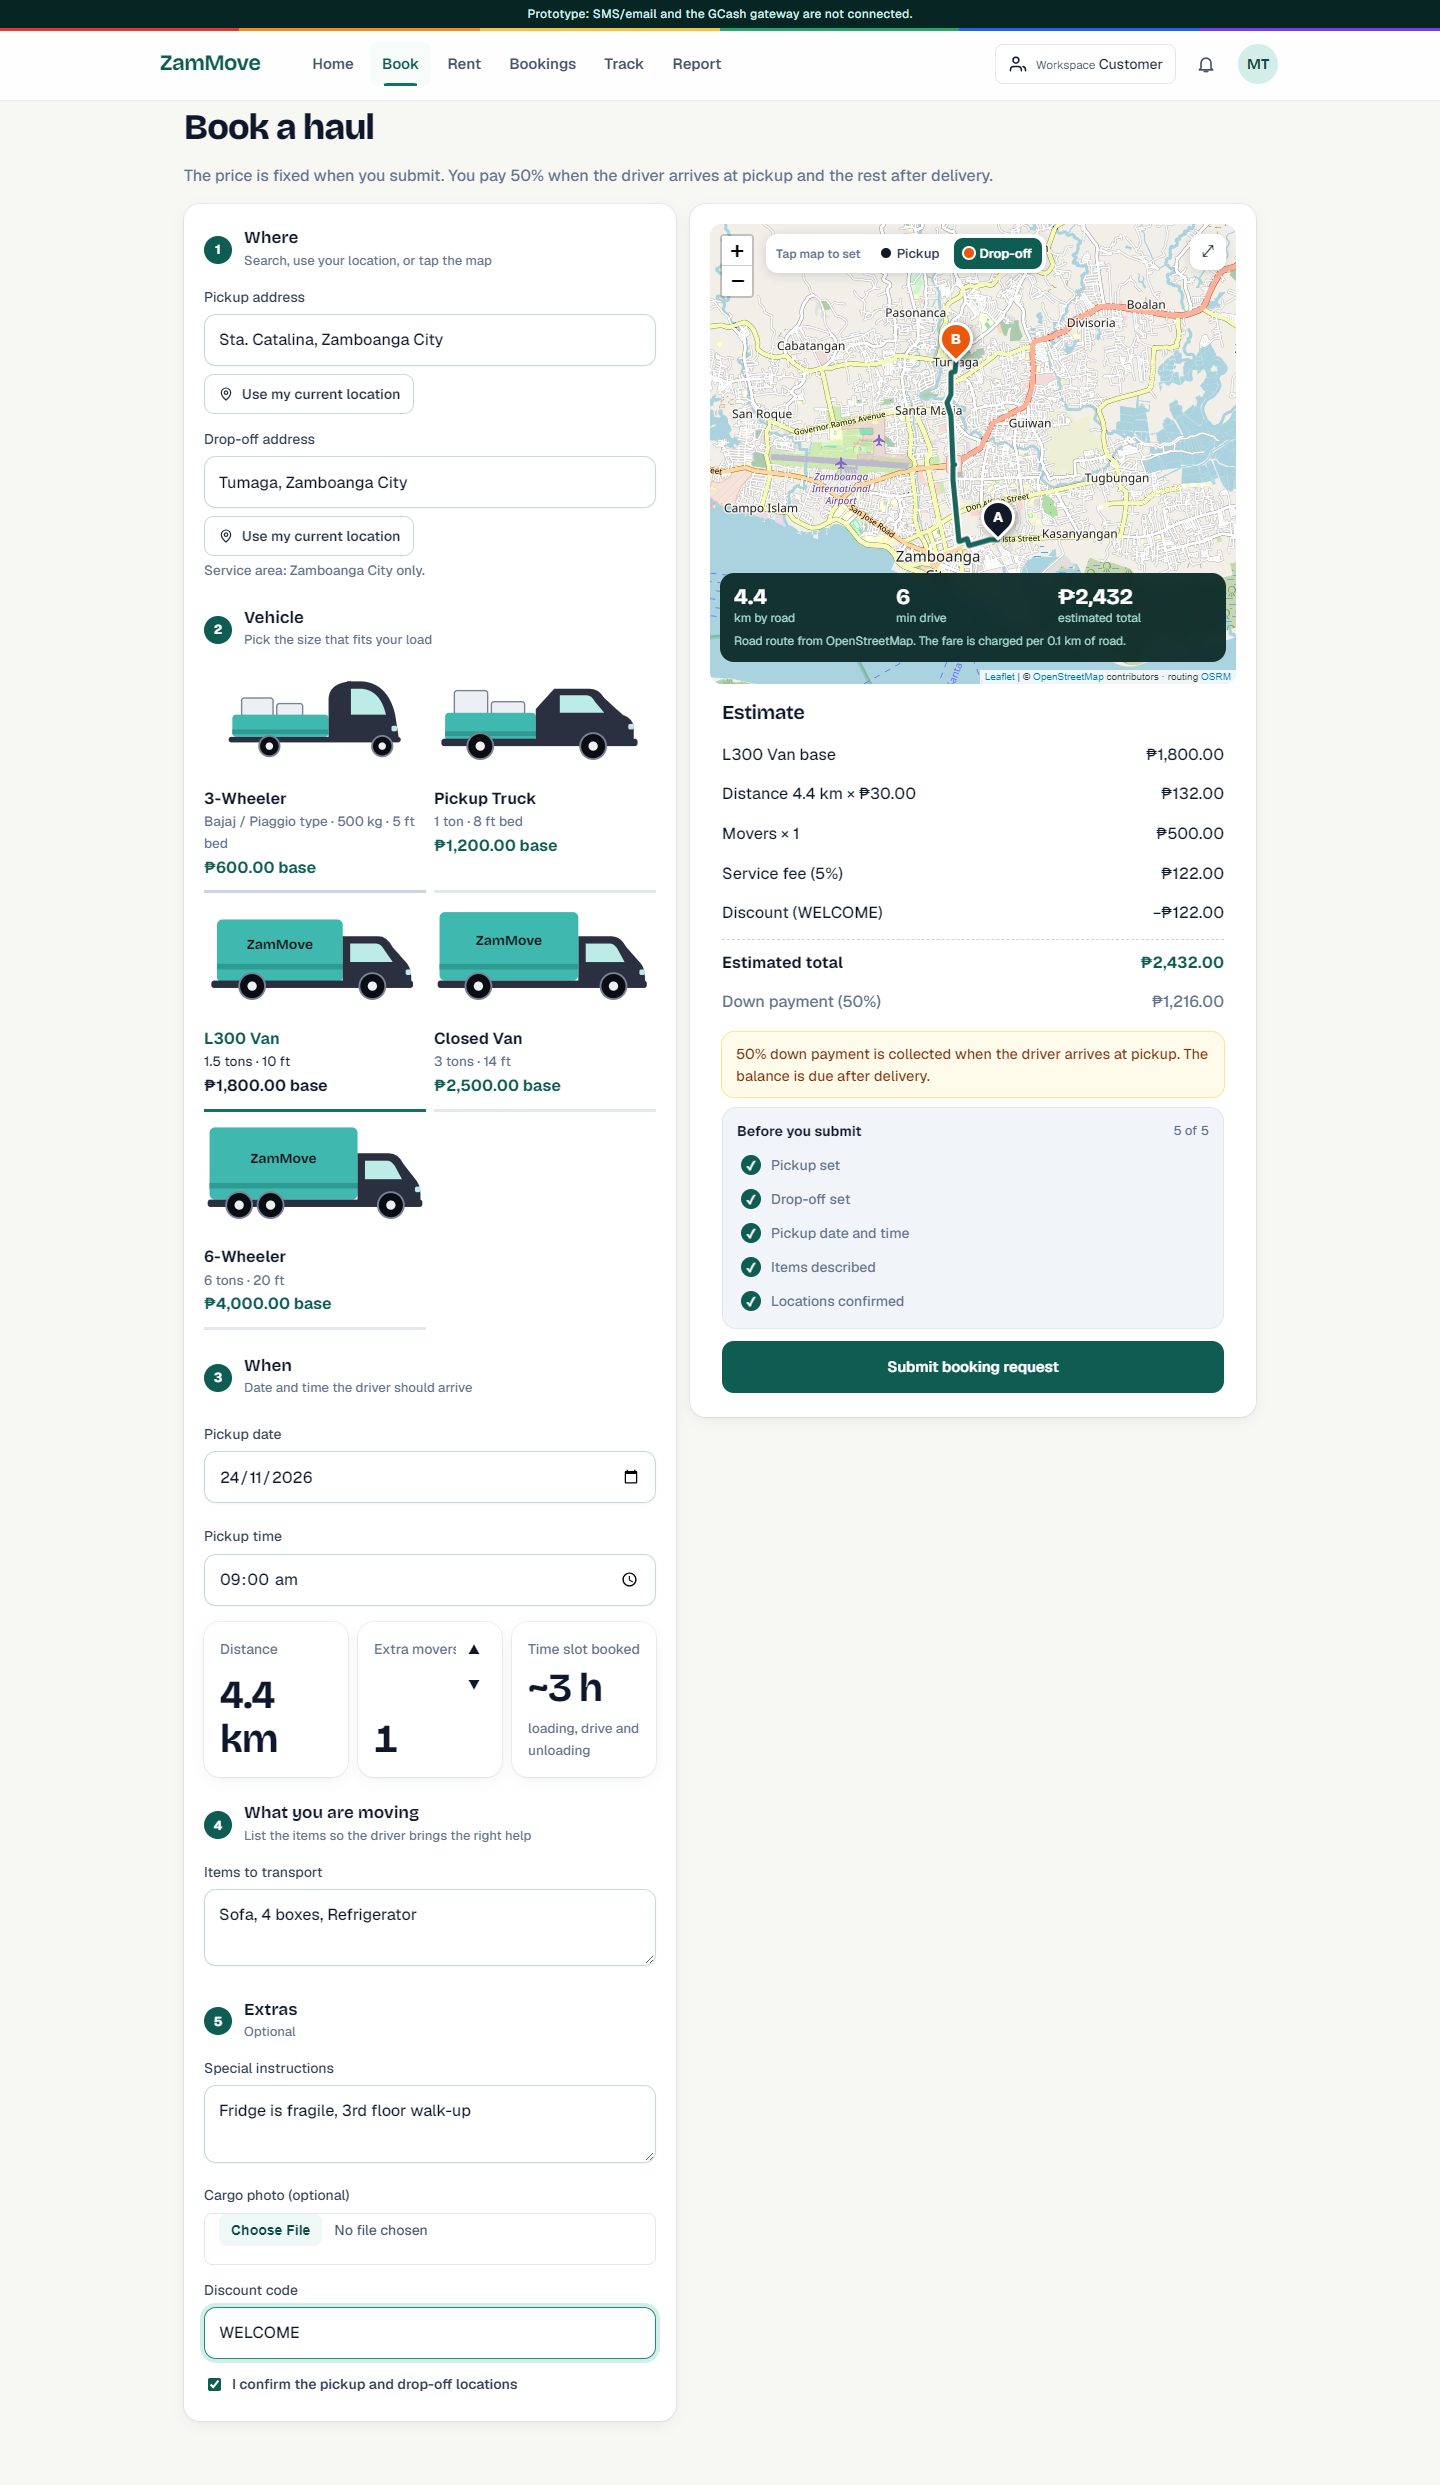 Prototype: SMS/email and the GCash gateway are not connected.
ZamMove
Home
Book
Rent
Bookings
Track
Report
Workspace Customer
MT
Book a haul
The price is fixed when you submit. You pay 50% when the driver arrives at pickup and the rest after delivery.
1
Where
Search, use your location, or tap the map
Pickup address
Sta. Catalina, Zamboanga City
Use my current location
Drop-off address
Tumaga, Zamboanga City
Use my current location
Service area: Zamboanga City only.
2
Vehicle
Pick the size that fits your load
3-Wheeler
Bajaj / Piaggio type · 500 kg · 5 ft
bed
₱600.00 base
Pickup Truck
1 ton · 8 ft bed
₱1,200.00 base
ZamMove
L300 Van
1.5 tons · 10 ft
₱1,800.00 base
ZamMove
Closed Van
3 tons · 14 ft
₱2,500.00 base
ZamMove
6-Wheeler
6 tons · 20 ft
₱4,000.00 base
3
When
Date and time the driver should arrive
Pickup date
24/11/2026
Pickup time
09:00 am
Distance
4.4
km
Extra movers
1
Time slot booked
~3 h
loading, drive and
unloading
4
What you are moving
List the items so the driver brings the right help
Items to transport
Sofa, 4 boxes, Refrigerator
5
Extras
Optional
Special instructions
Fridge is fragile, 3rd floor walk-up
Cargo photo (optional)
Choose File No file chosen
Discount code
WELCOME
I confirm the pickup and drop-off locations
+
−
Tap map to set
Pickup
Drop-off
Boalan
Pasonanca
Divisoria
Cabatangan
B
Tumaga
San Roque
Santa Maria
Governor Ramos Avenue
Guiwan
Zamboanga
International
Airport
Tugbungan
Campo Islam
San Jose Road
Street
A
Street
Kasanyangan
Zamboanga
4.4
km by road
6
min drive
₱2,432
estimated total
Road route from OpenStreetMap. The fare is charged per 0.1 km of road.
Leaflet | © OpenStreetMap contributors · routing OSRM
Estimate
L300 Van base ₱1,800.00
Distance 4.4 km × ₱30.00 ₱132.00
Movers × 1 ₱500.00
Service fee (5%) ₱122.00
Discount (WELCOME) −₱122.00
Estimated total ₱2,432.00
Down payment (50%) ₱1,216.00
50% down payment is collected when the driver arrives at pickup. The
balance is due after delivery.
Before you submit 5 of 5
Pickup set
Drop-off set
Pickup date and time
Items described
Locations confirmed
Submit booking request